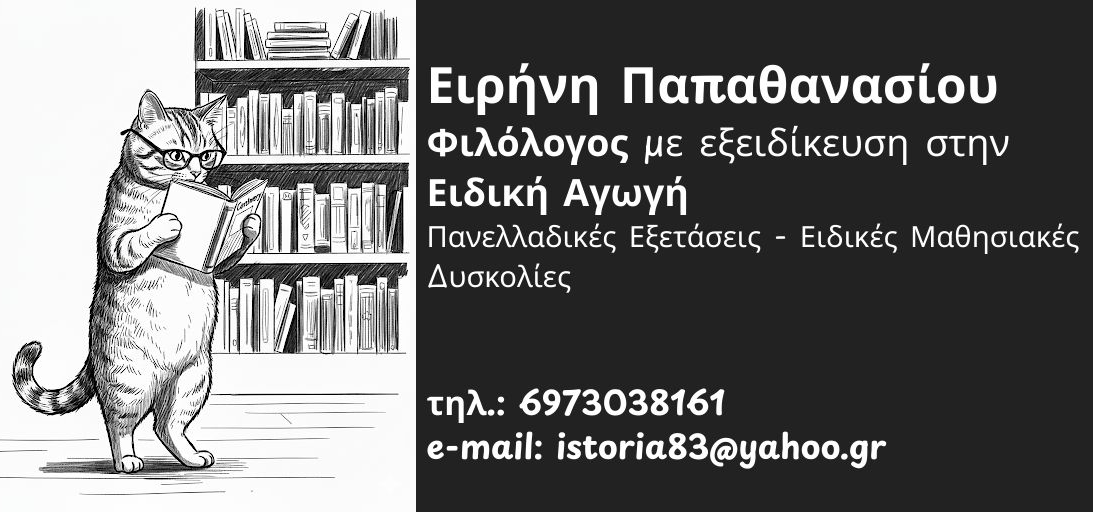 Ειρήνη Παπαθανασίου
Φιλόλογος με εξειδίκευση στην
Ειδική Αγωγή
Πανελλαδικές Εξετάσεις - Ειδικές Μαθησιακές
Δυσκολίες
τηλ.: 6973038161
e-mail: istoria83@yahoo.gr